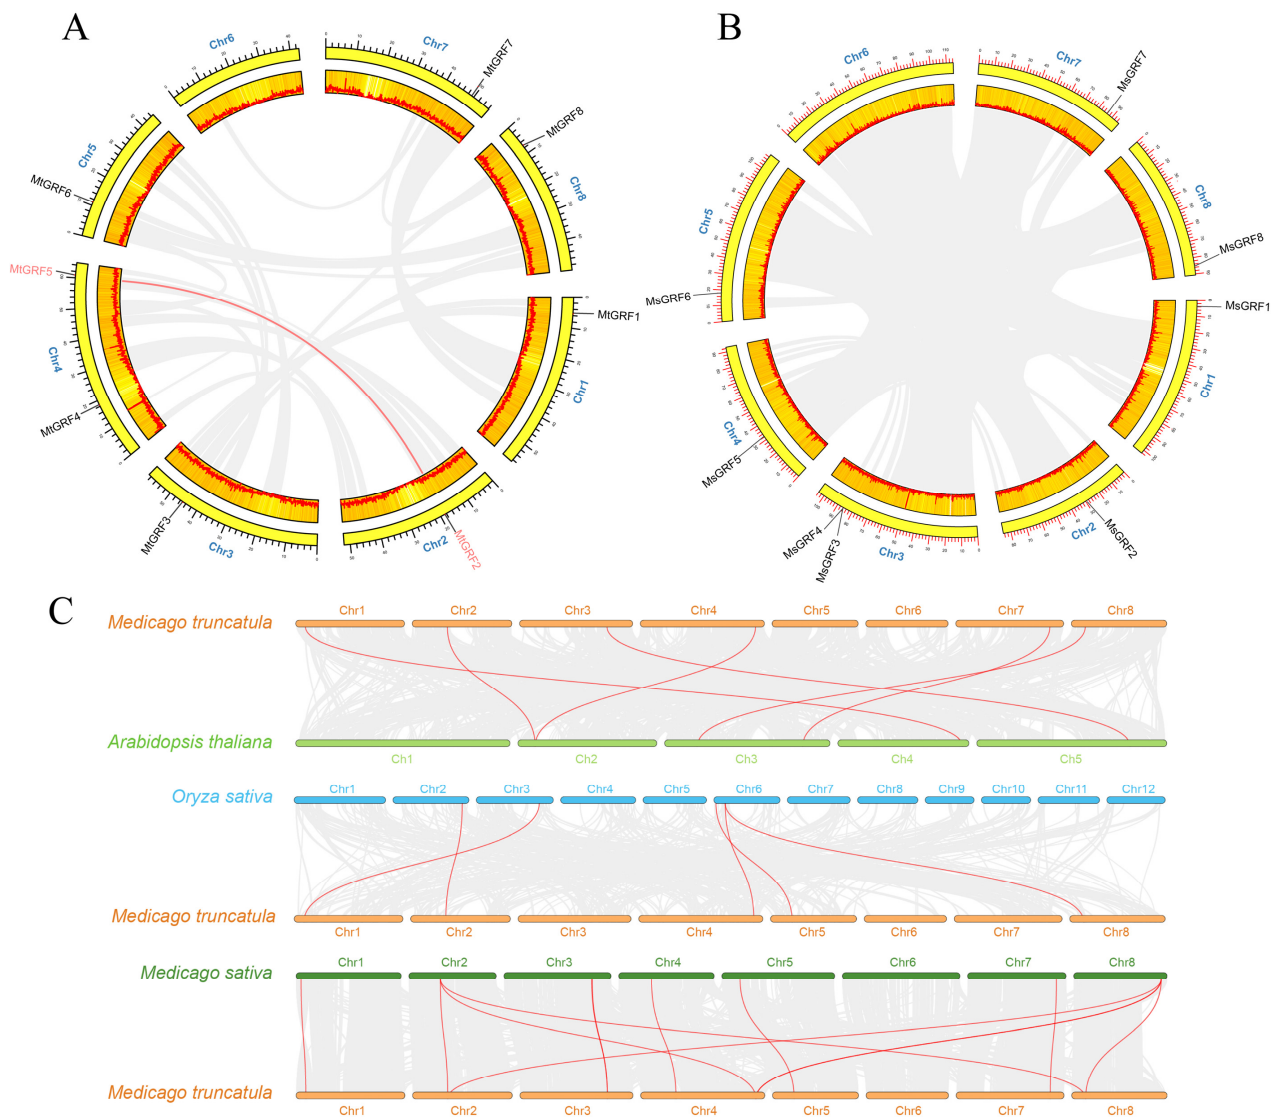 A
Chr6
Chr7
MtGRF7
MtGRF8
Chr8
Chr5
MtGRF6
MtGRF5
MtGRF1
Chr4
Chr1
MtGRF4
MtGRF3
Chr3
Chr2
MtGRF2
B
Chr6
Chr7
MsGRF7
Chr8
Chr5
MsGRF8
MsGRF6
MsGRF1
Chr1
Chr4
MsGRF5
MsGRF4
MsGRF3
Chr3
Chr2
MsGRF2
C
Chr1 Chr2 Chr3 Chr4 Chr5 Chr6 Chr7 Chr8
Medicago truncatula
Arabidopsis thaliana
Ch1 Ch2 Ch3 Ch4 Ch5
Chr1 Chr2 Chr3 Chr4 Chr5 Chr6 Chr7 Chr8 Chr9 Chr10 Chr11 Chr12
Oryza sativa
Medicago truncatula
Chr1 Chr2 Chr3 Chr4 Chr5 Chr6 Chr7 Chr8
Chr1 Chr2 Chr3 Chr4 Chr5 Chr6 Chr7 Chr8
Medicago sativa
Medicago truncatula
Chr1 Chr2 Chr3 Chr4 Chr5 Chr6 Chr7 Chr8